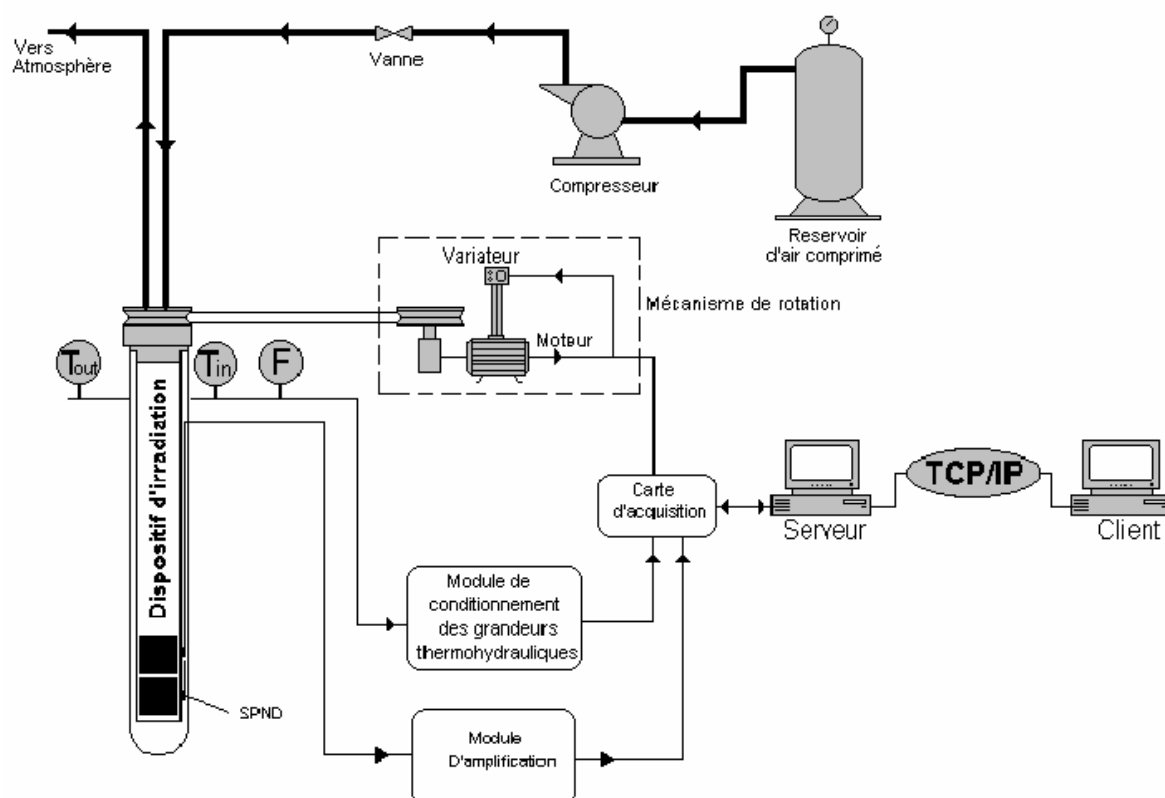 Vers
Atmosphère
Vanne
Compresseur
Reservoir
d'air comprimé
Variateur
Mécanisme de rotation
Moteur
Tout
Tin
F
Dispositif d'irradiation
SPND
Carte
d'acquisition
Serveur
TCP/IP
Client
Module de
conditionnement
des grandeurs
thermohydrauliques
Module
D'amplification